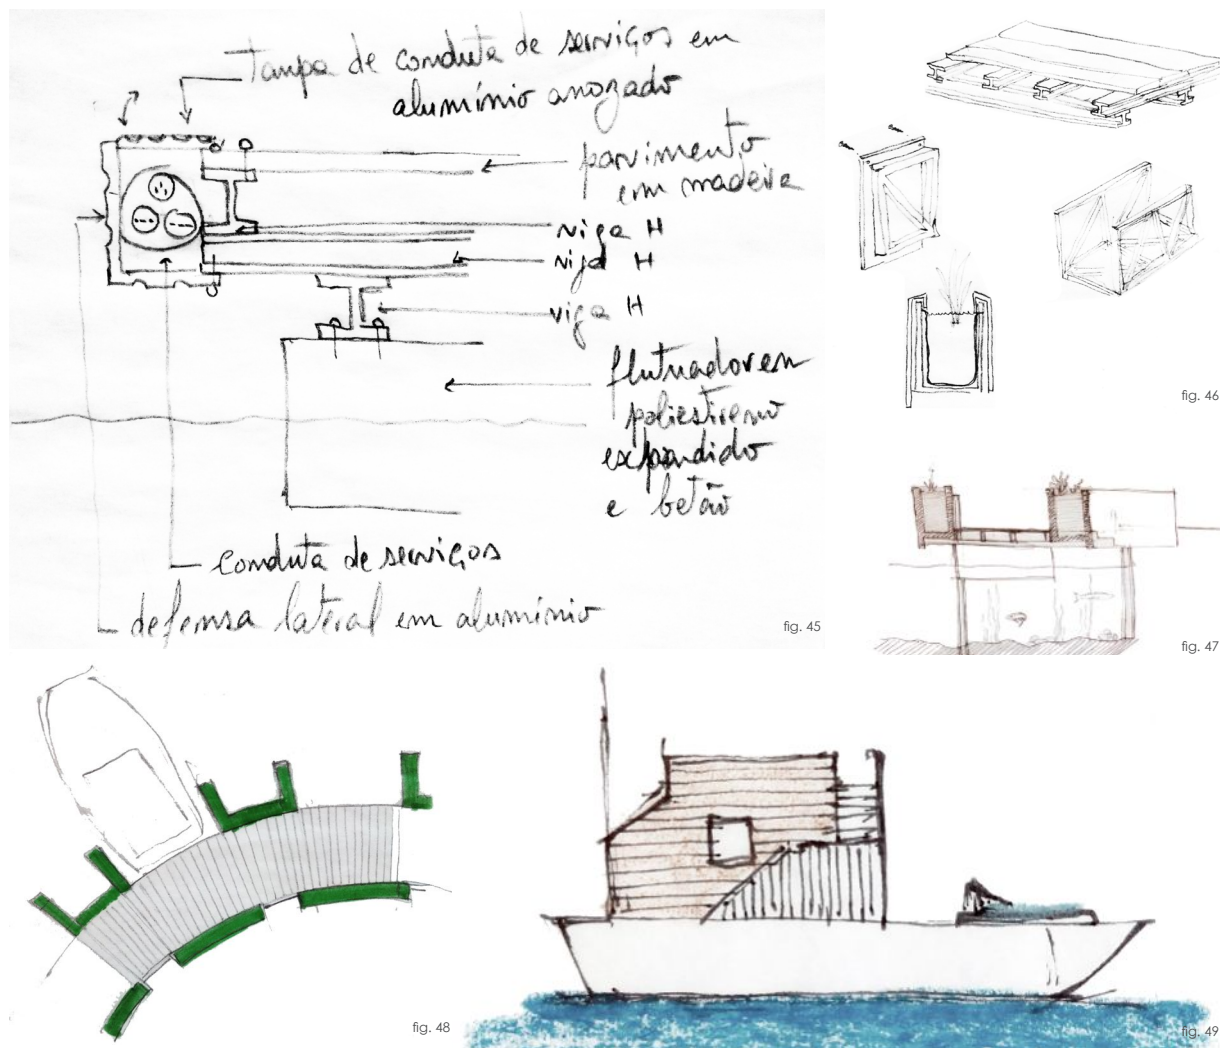 tampa de conduta de serviços em
alumínio anozado
pavimento
em madeira
viga H
viga H
viga H
flutuador em
poliestireno
expandido
e betão
conduta de serviços
defensa lateral em alumínio
fig. 45
fig. 46
fig. 47
fig. 48
fig. 49